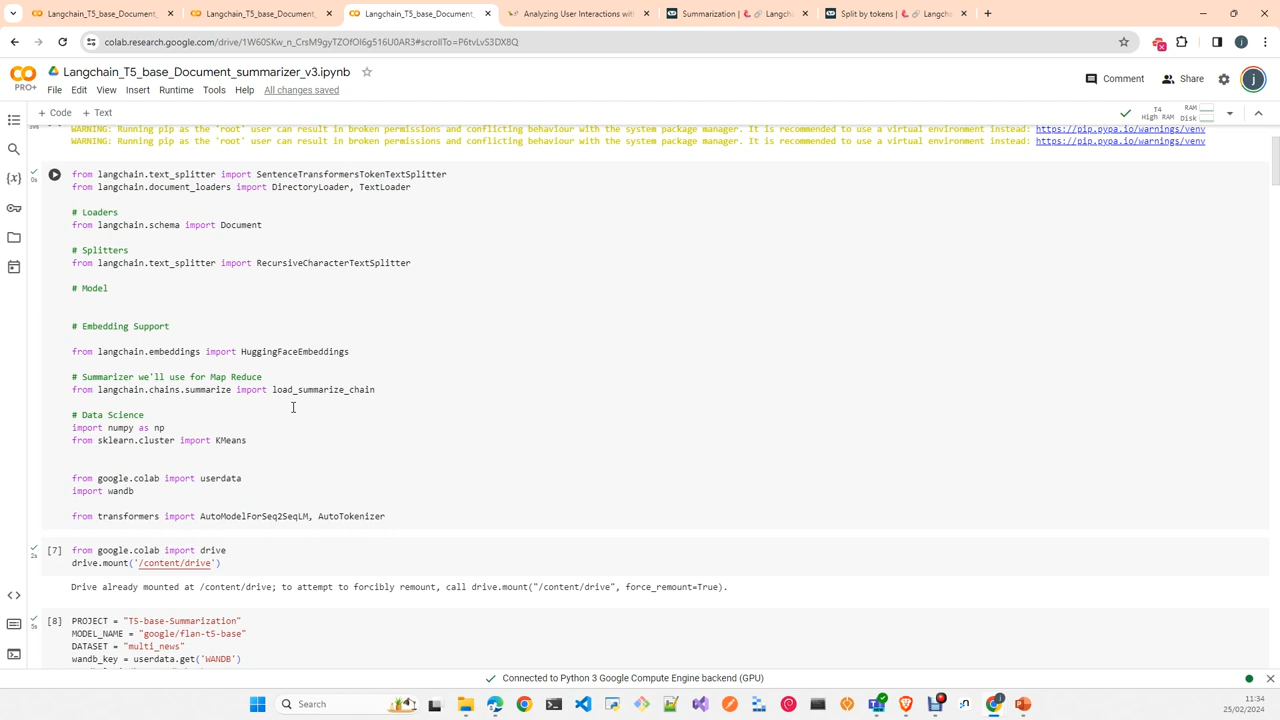 Langchain_T5_base_Document_
Langchain_T5_base_Document_
Langchain_T5_base_Document_
Analyzing User Interactions with
Summarization | 🦜️🔗 Langcha
Split by tokens | 🦜️🔗 Langcha
colab.research.google.com/drive/1W60SKw_n_CrsM9gyTZOfOl6g516U0AR3#scrollTo=P6tvLvS3DX8Q
Langchain_T5_base_Document_summarizer_v3.ipynb
PRO+
File Edit View Insert Runtime Tools Help All changes saved
Comment Share
j
+ Code + Text
T4 RAM
High RAM Disk
WARNING: Running pip as the 'root' user can result in broken permissions and conflicting behaviour with the system package manager. It is recommended to use a virtual environment instead: https://pip.pypa.io/warnings/venv
WARNING: Running pip as the 'root' user can result in broken permissions and conflicting behaviour with the system package manager. It is recommended to use a virtual environment instead: https://pip.pypa.io/warnings/venv
0s
from langchain.text_splitter import SentenceTransformersTokenTextSplitter
from langchain.document_loaders import DirectoryLoader, TextLoader
# Loaders
from langchain.schema import Document
# Splitters
from langchain.text_splitter import RecursiveCharacterTextSplitter
# Model
# Embedding Support
from langchain.embeddings import HuggingFaceEmbeddings
# Summarizer we'll use for Map Reduce
from langchain.chains.summarize import load_summarize_chain
# Data Science
import numpy as np
from sklearn.cluster import KMeans
from google.colab import userdata
import wandb
from transformers import AutoModelForSeq2SeqLM, AutoTokenizer
2s
[7] from google.colab import drive
drive.mount('/content/drive')
Drive already mounted at /content/drive; to attempt to forcibly remount, call drive.mount("/content/drive", force_remount=True).
5s
[8] PROJECT = "T5-base-Summarization"
MODEL_NAME = "google/flan-t5-base"
DATASET = "multi_news"
wandb_key = userdata.get('WANDB')
Connected to Python 3 Google Compute Engine backend (GPU)
Search
11:34
25/02/2024